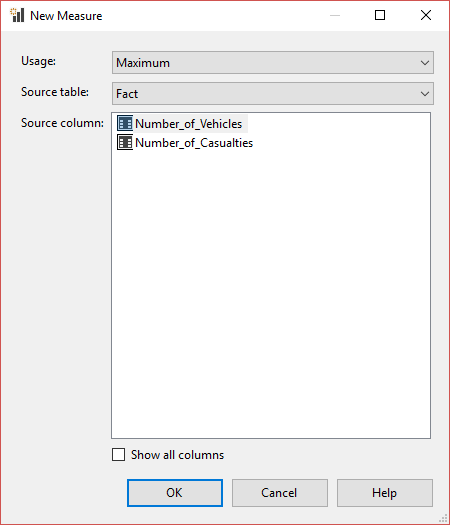 New Measure
Usage: Maximum
Source table: Fact
Source column: Number_of_Vehicles
Number_of_Casualties
Show all columns
OK Cancel Help